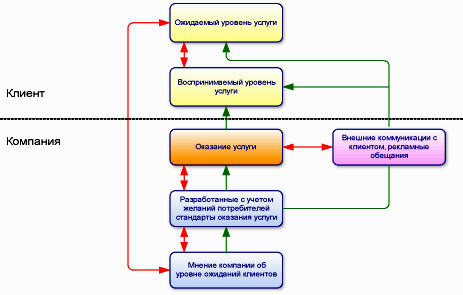 Ожидаемый уровень услуги
Воспринимаемый уровень
услуги
Клиент
Компания
Оказание услуги
Внешние коммуникации с
клиентом, рекламные
обещания
Разработанные с учетом
желаний потребителей
стандарты оказания услуги
Мнение компании об
уровне ожиданий клиентов